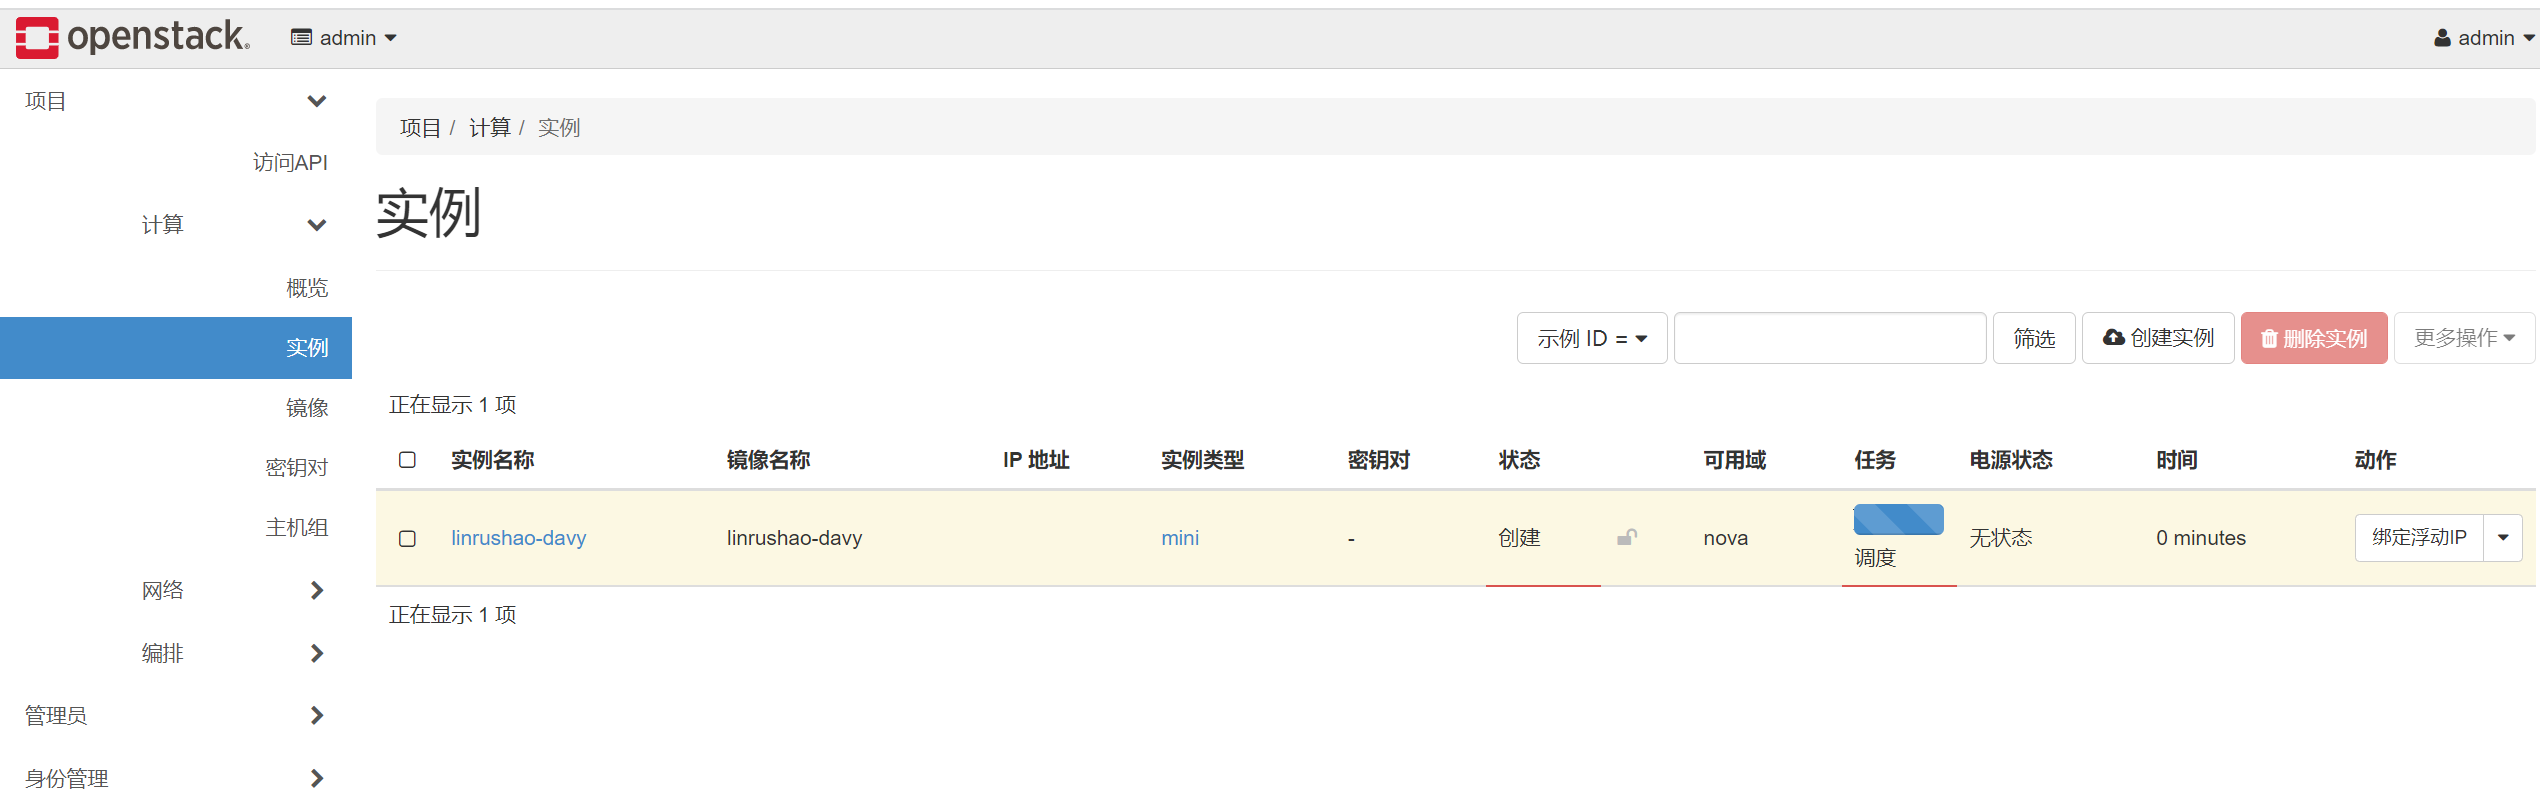 openstack. admin admin
项目
访问API
计算
概览
实例
镜像
密钥对
主机组
网络
编排
管理员
身份管理
项目 / 计算 / 实例
实例
示例 ID = 筛选 创建实例 删除实例 更多操作
正在显示 1 项
实例名称 镜像名称 IP 地址 实例类型 密钥对 状态 可用域 任务 电源状态 时间 动作
linrushao-davy linrushao-davy mini - 创建 nova 调度 无状态 0 minutes 绑定浮动IP
正在显示 1 项